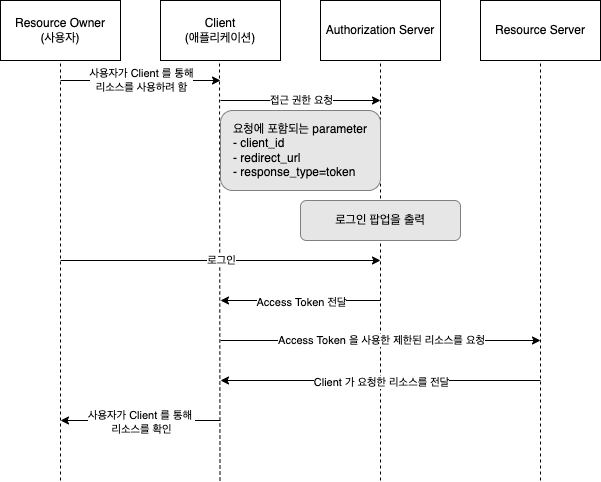 Resource Owner
(사용자)
Client
(애플리케이션)
Authorization Server
Resource Server
사용자가 Client 를 통해
리소스를 사용하려 함
접근 권한 요청
요청에 포함되는 parameter
- client_id
- redirect_url
- response_type=token
로그인 팝업을 출력
로그인
Access Token 전달
Access Token 을 사용한 제한된 리소스를 요청
Client 가 요청한 리소스를 전달
사용자가 Client 를 통해
리소스를 확인